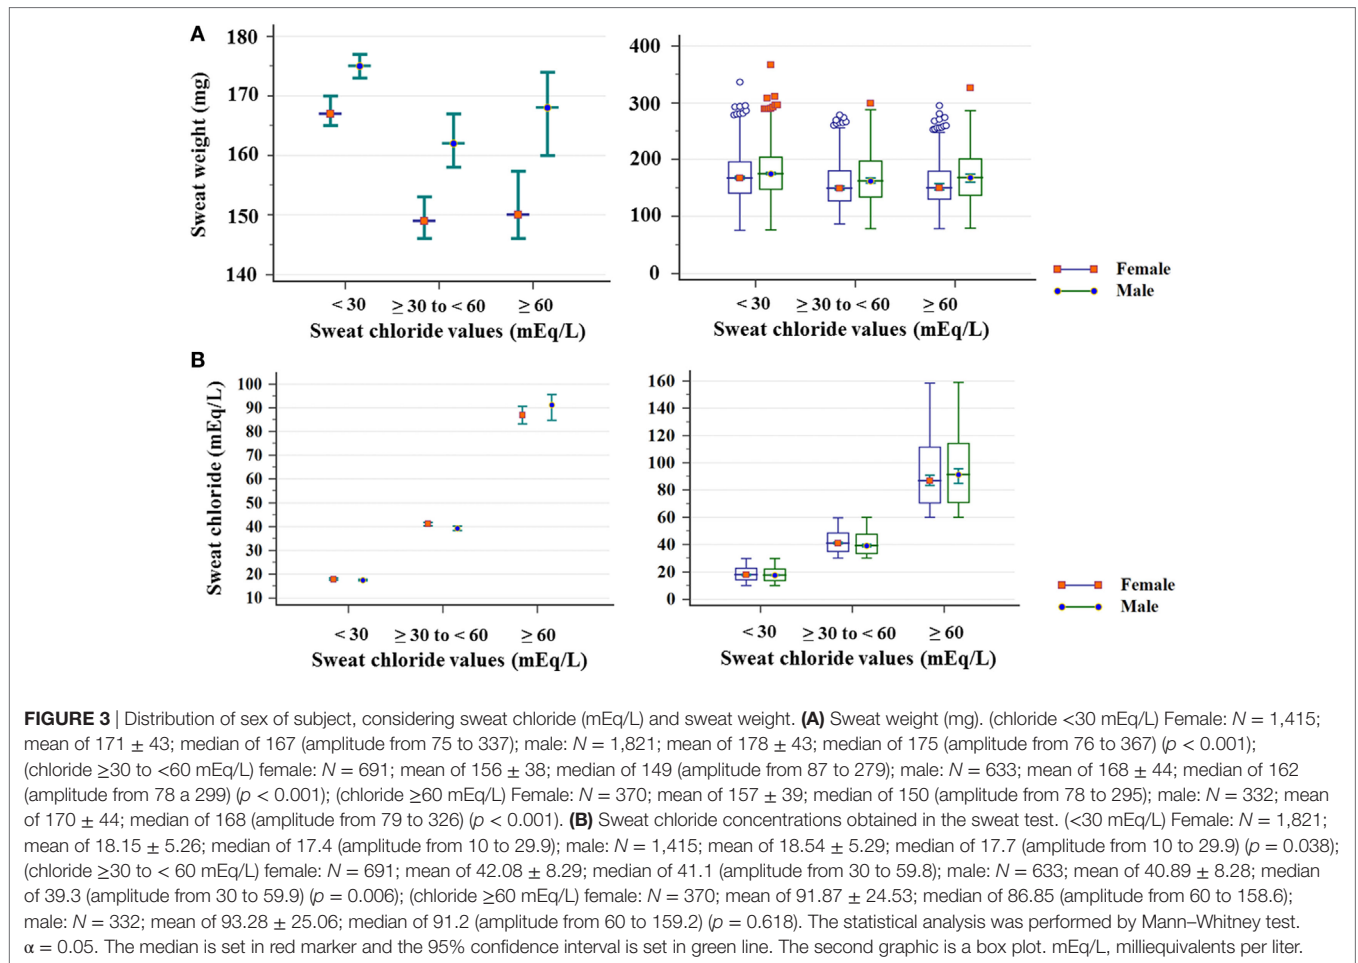 A
180
170
160
150
140
Sweat weight (mg)
< 30
≥ 30 to < 60
≥ 60
Sweat chloride values (mEq/L)
400
300
200
100
0
< 30
≥ 30 to < 60
≥ 60
Sweat chloride values (mEq/L)
Female
Male
B
100
90
80
70
60
50
40
30
20
10
Sweat chloride (mEq/L)
< 30
≥ 30 to < 60
≥ 60
Sweat chloride values (mEq/L)
160
140
120
100
80
60
40
20
0
< 30
≥ 30 to < 60
≥ 60
Sweat chloride values (mEq/L)
Female
Male
FIGURE 3 | Distribution of sex of subject, considering sweat chloride (mEq/L) and sweat weight. (A) Sweat weight (mg). (chloride <30 mEq/L) Female: N = 1,415;
mean of 171 ± 43; median of 167 (amplitude from 75 to 337); male: N = 1,821; mean of 178 ± 43; median of 175 (amplitude from 76 to 367) (p < 0.001);
(chloride ≥30 to <60 mEq/L) female: N = 691; mean of 156 ± 38; median of 149 (amplitude from 87 to 279); male: N = 633; mean of 168 ± 44; median of 162
(amplitude from 78 a 299) (p < 0.001); (chloride ≥60 mEq/L) Female: N = 370; mean of 157 ± 39; median of 150 (amplitude from 78 to 295); male: N = 332; mean
of 170 ± 44; median of 168 (amplitude from 79 to 326) (p < 0.001). (B) Sweat chloride concentrations obtained in the sweat test. (<30 mEq/L) Female: N = 1,821;
mean of 18.15 ± 5.26; median of 17.4 (amplitude from 10 to 29.9); male: N = 1,415; mean of 18.54 ± 5.29; median of 17.7 (amplitude from 10 to 29.9) (p = 0.038);
(chloride ≥30 to < 60 mEq/L) female: N = 691; mean of 42.08 ± 8.29; median of 41.1 (amplitude from 30 to 59.8); male: N = 633; mean of 40.89 ± 8.28; median
of 39.3 (amplitude from 30 to 59.9) (p = 0.006); (chloride ≥60 mEq/L) female: N = 370; mean of 91.87 ± 24.53; median of 86.85 (amplitude from 60 to 158.6);
male: N = 332; mean of 93.28 ± 25.06; median of 91.2 (amplitude from 60 to 159.2) (p = 0.618). The statistical analysis was performed by Mann–Whitney test.
α = 0.05. The median is set in red marker and the 95% confidence interval is set in green line. The second graphic is a box plot. mEq/L, milliequivalents per liter.